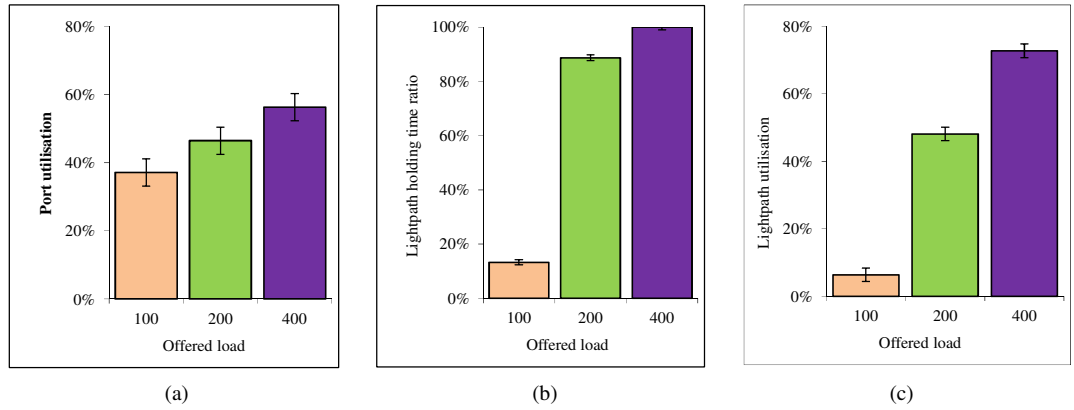 80%
60%
40%
20%
0%
Port utilisation
100 200 400
Offered load
(a)
100%
80%
60%
40%
20%
0%
Lightpath holding time ratio
100 200 400
Offered load
(b)
80%
60%
40%
20%
0%
Lightpath utilisation
100 200 400
Offered load
(c)